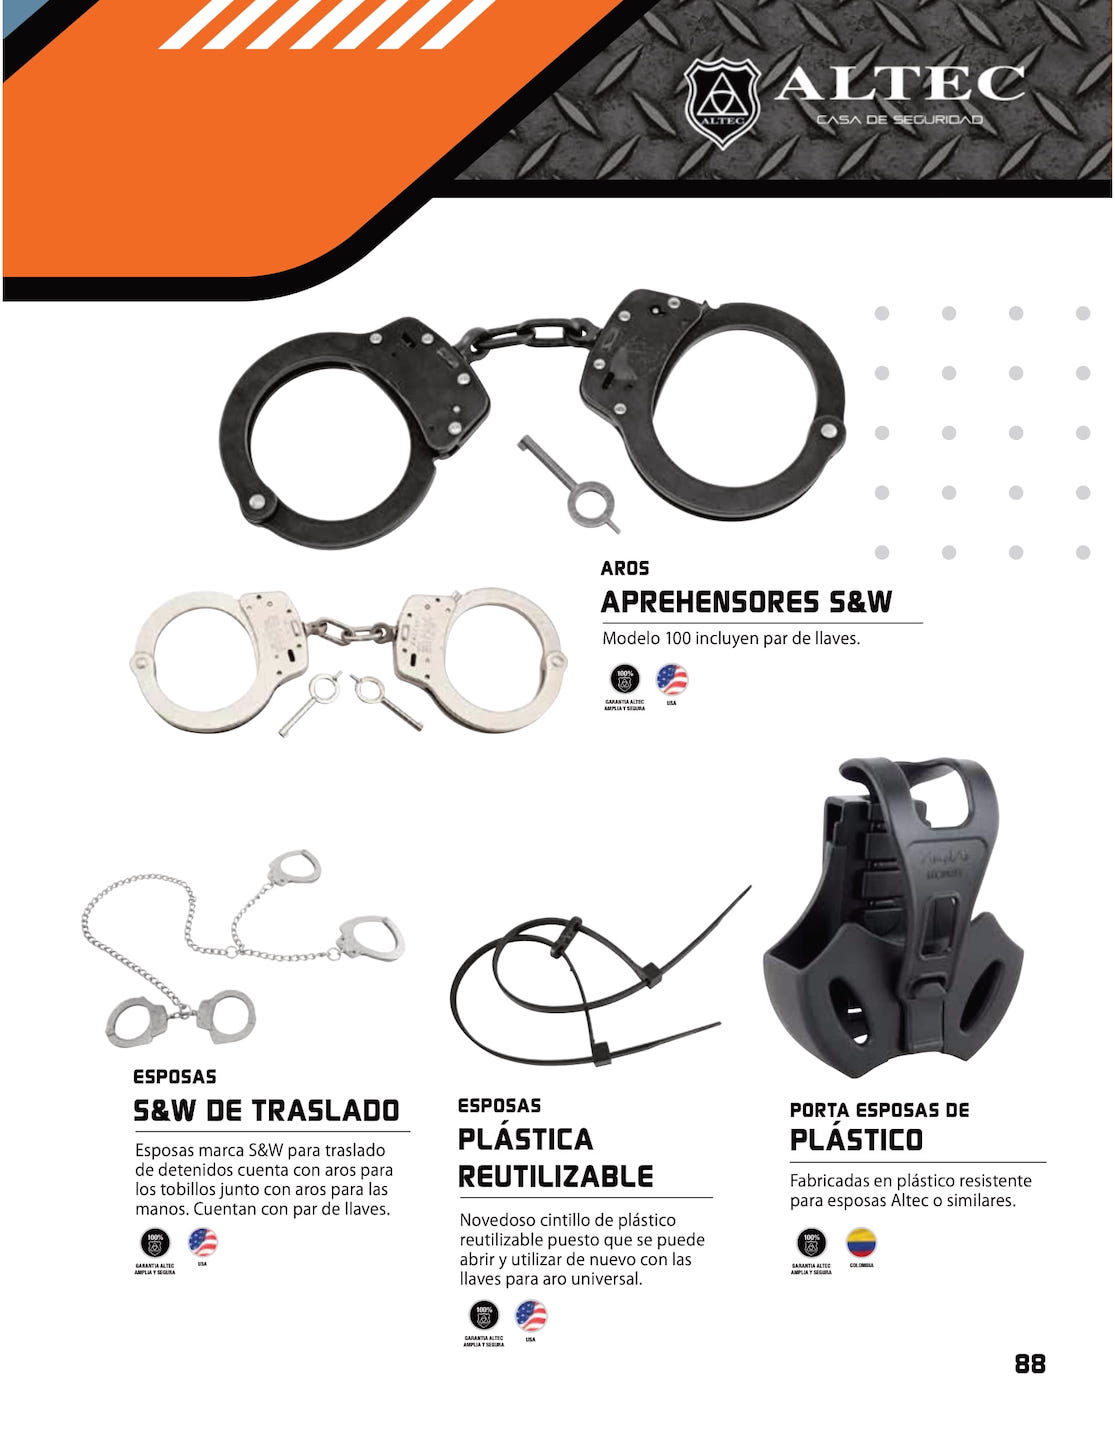 ALTEC
CASA DE SEGURIDAD
ALTEC
AROS
APREHENSORES S&W
Modelo 100 incluyen par de llaves.
100%
GARANTIA ALTEC
AMPLIA Y SEGURA
USA
ESPOSAS
S&W DE TRASLADO
Esposas marca S&W para traslado
de detenidos cuenta con aros para
los tobillos junto con aros para las
manos. Cuentan con par de llaves.
100%
GARANTIA ALTEC
AMPLIA Y SEGURA
USA
ESPOSAS
PLÁSTICA
REUTILIZABLE
Novedoso cintillo de plástico
reutilizable puesto que se puede
abrir y utilizar de nuevo con las
llaves para aro universal.
100%
GARANTIA ALTEC
AMPLIA Y SEGURA
USA
PORTA ESPOSAS DE
PLÁSTICO
Fabricadas en plástico resistente
para esposas Altec o similares.
100%
GARANTIA ALTEC
AMPLIA Y SEGURA
COLOMBIA
88